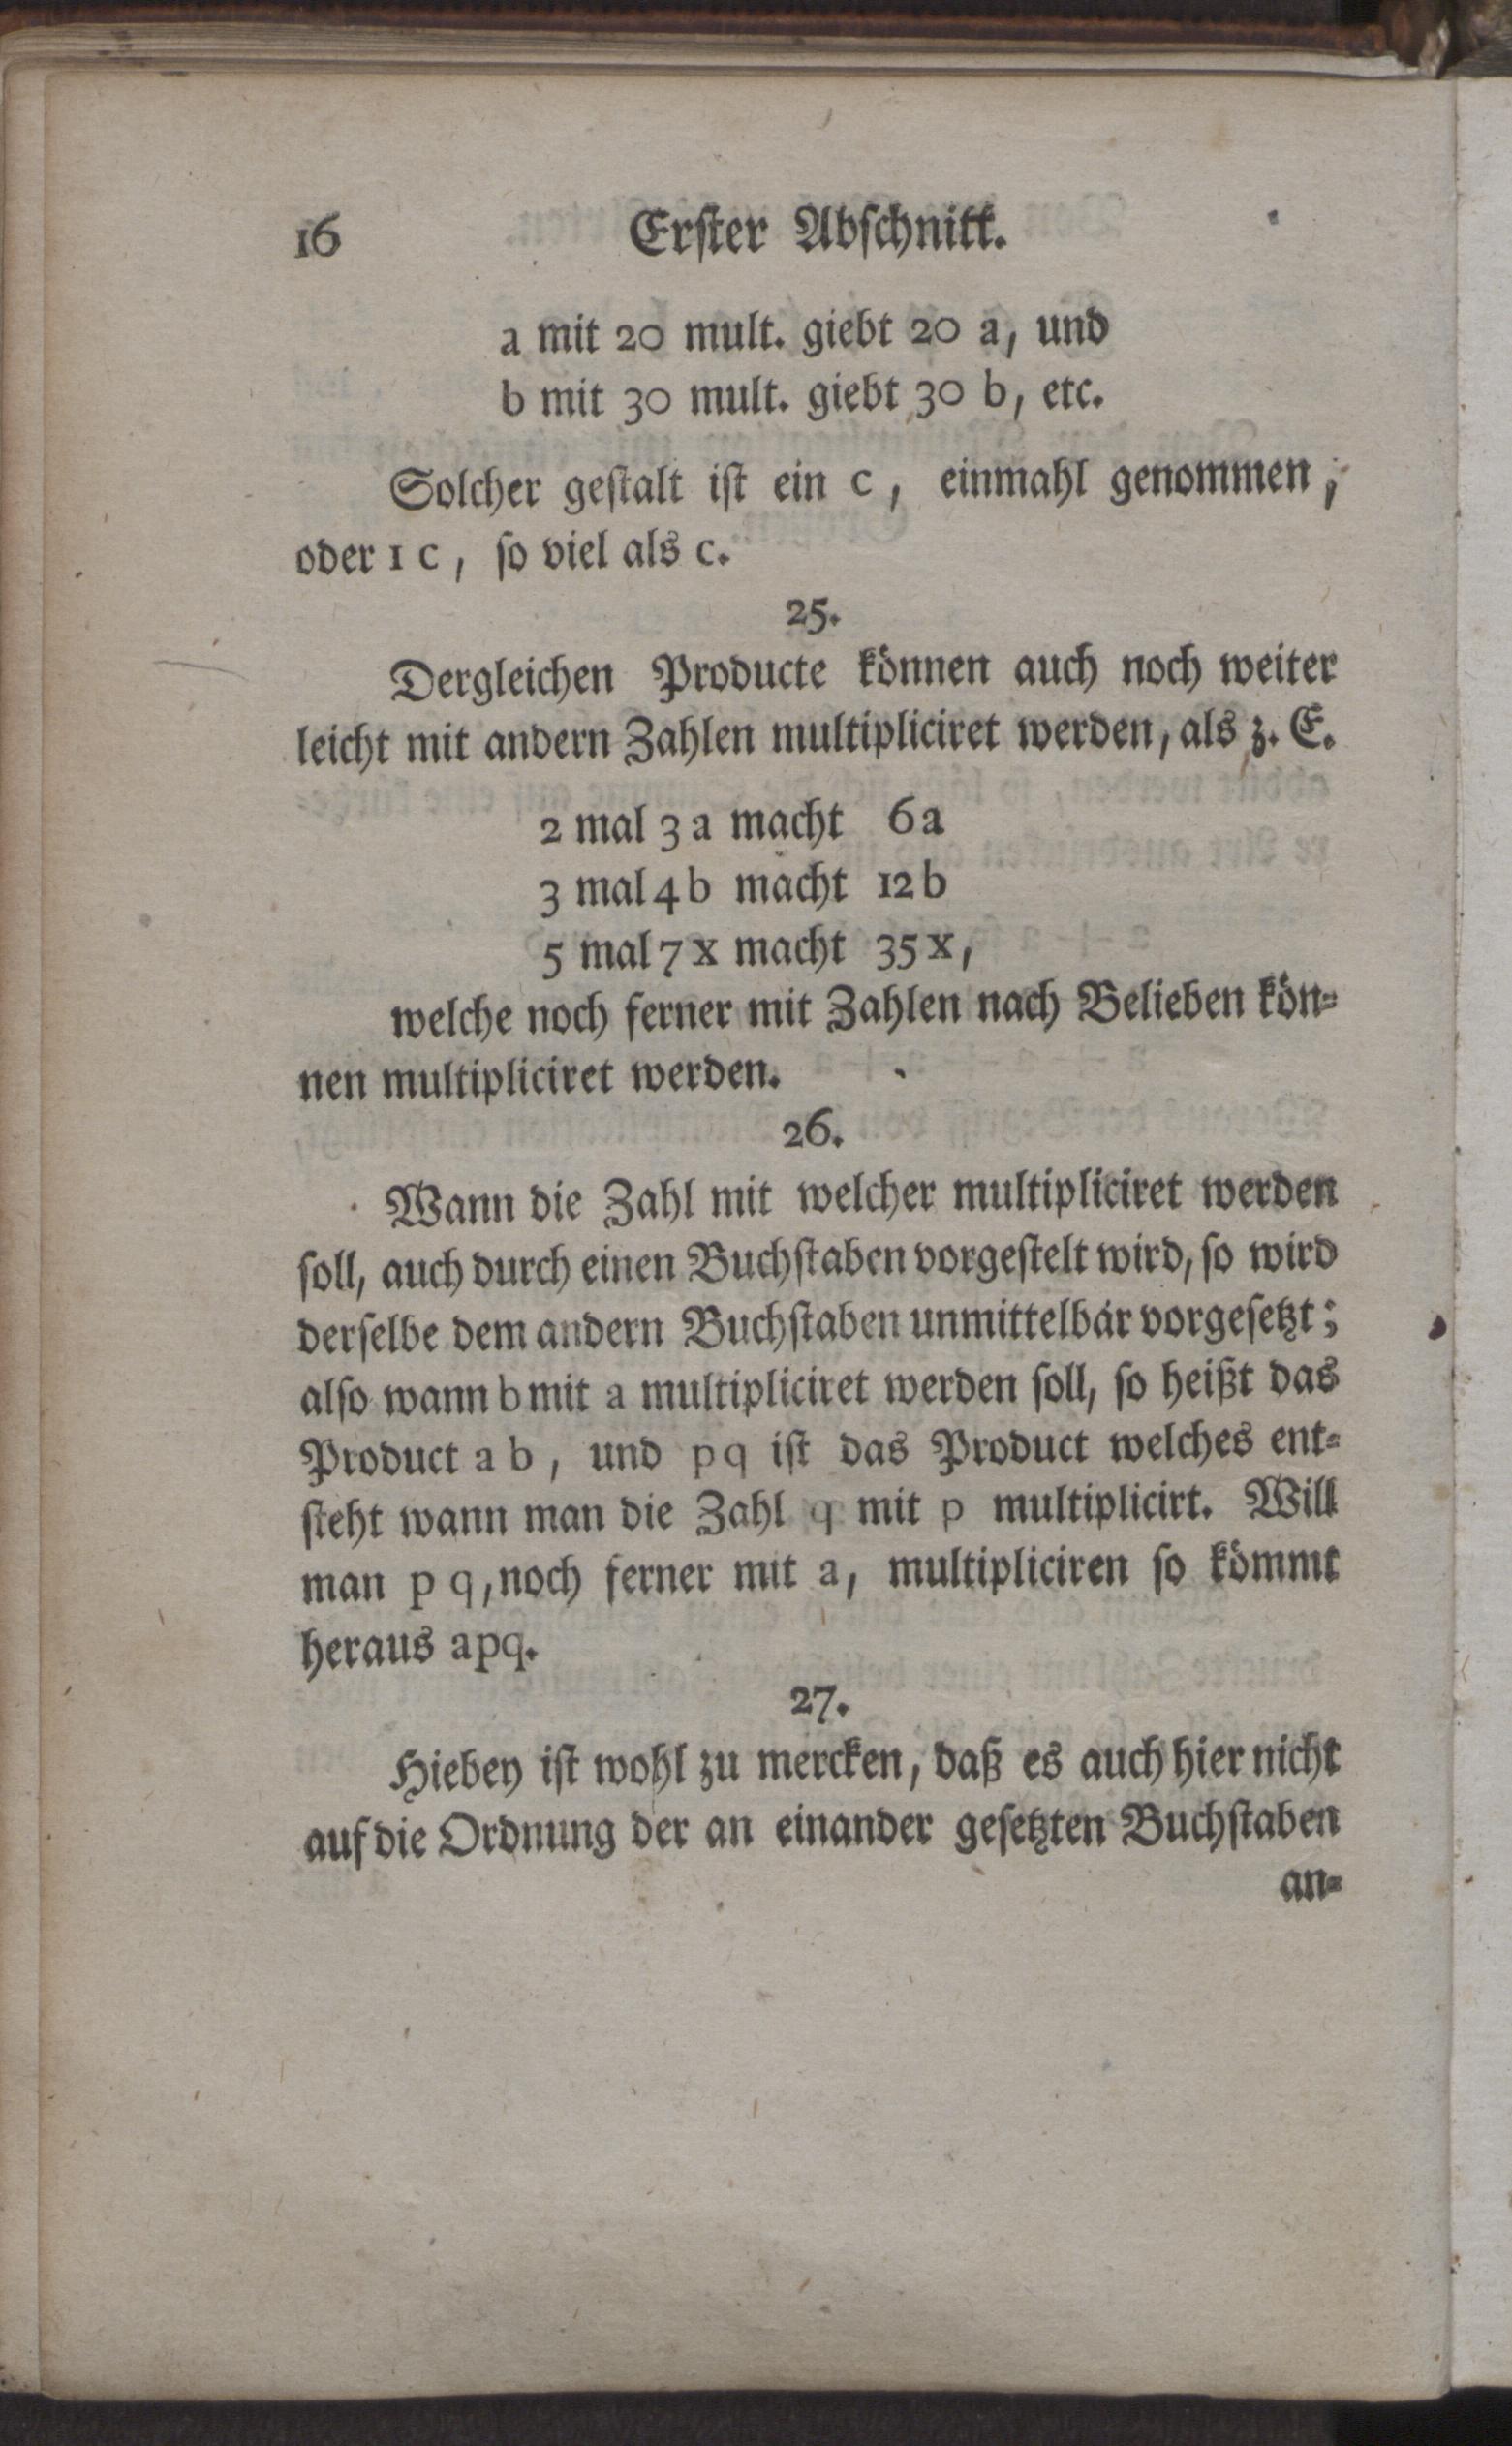 16 Erster Abschnitt.
a mit 20 mult. giebt 20 a, und
b mit 30 mult. giebt 30 b, etc.
Solcher gestalt ist ein c, einmahl genommen,
oder 1 c, so viel als c.
25.
Dergleichen Producte können auch noch weiter
leicht mit andern Zahlen multipliciret werden, als z. E.
2 mal 3 a macht 6a
3 mal 4 b macht 12 b
5 mal 7 x macht 35 x,
welche noch ferner mit Zahlen nach Belieben kön-
nen multipliciret werden.
26.
Wann die Zahl mit welcher multipliciret werden
soll, auch durch einen Buchstaben vorgestelt wird, so wird
derselbe dem andern Buchstaben unmittelbar vorgesetzt;
also wann b mit a multipliciret werden soll, so heißt das
Product a b, und p q ist das Product welches ent-
steht wann man die Zahl q mit p multiplicirt. Will
man p q, noch ferner mit a, multipliciren so kömmt
heraus apq.
27.
Hiebey ist wohl zu mercken, daß es auch hier nicht
auf die Ordnung der an einander gesetzten Buchstaben
an-